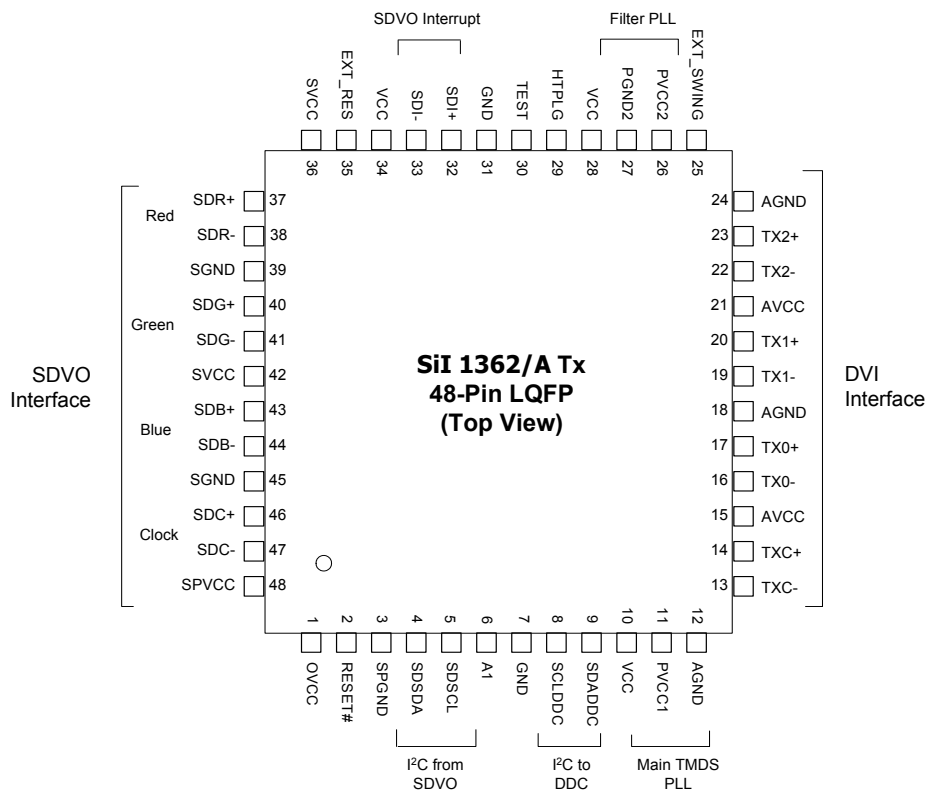 SDVO Interrupt
Filter PLL
SVCC
EXT_RES
VCC
SDI-
SDI+
GND
TEST
HTPLG
VCC
PGND2
PVCC2
EXT_SWING
36
35
34
33
32
31
30
29
28
27
26
25
SDVO
Interface
Red
Green
Blue
Clock
SDR+ 37
SDR- 38
SGND 39
SDG+ 40
SDG- 41
SVCC 42
SDB+ 43
SDB- 44
SGND 45
SDC+ 46
SDC- 47
SPVCC 48
SiI 1362/A Tx
48-Pin LQFP
(Top View)
24 AGND
23 TX2+
22 TX2-
21 AVCC
20 TX1+
19 TX1-
18 AGND
17 TX0+
16 TX0-
15 AVCC
14 TXC+
13 TXC-
DVI
Interface
1
2
3
4
5
6
7
8
9
10
11
12
OVCC
RESET#
SPGND
SDSDA
SDSCL
A1
GND
SCLDDC
SDADDC
VCC
PVCC1
AGND
I²C from
SDVO
I²C to
DDC
Main TMDS
PLL